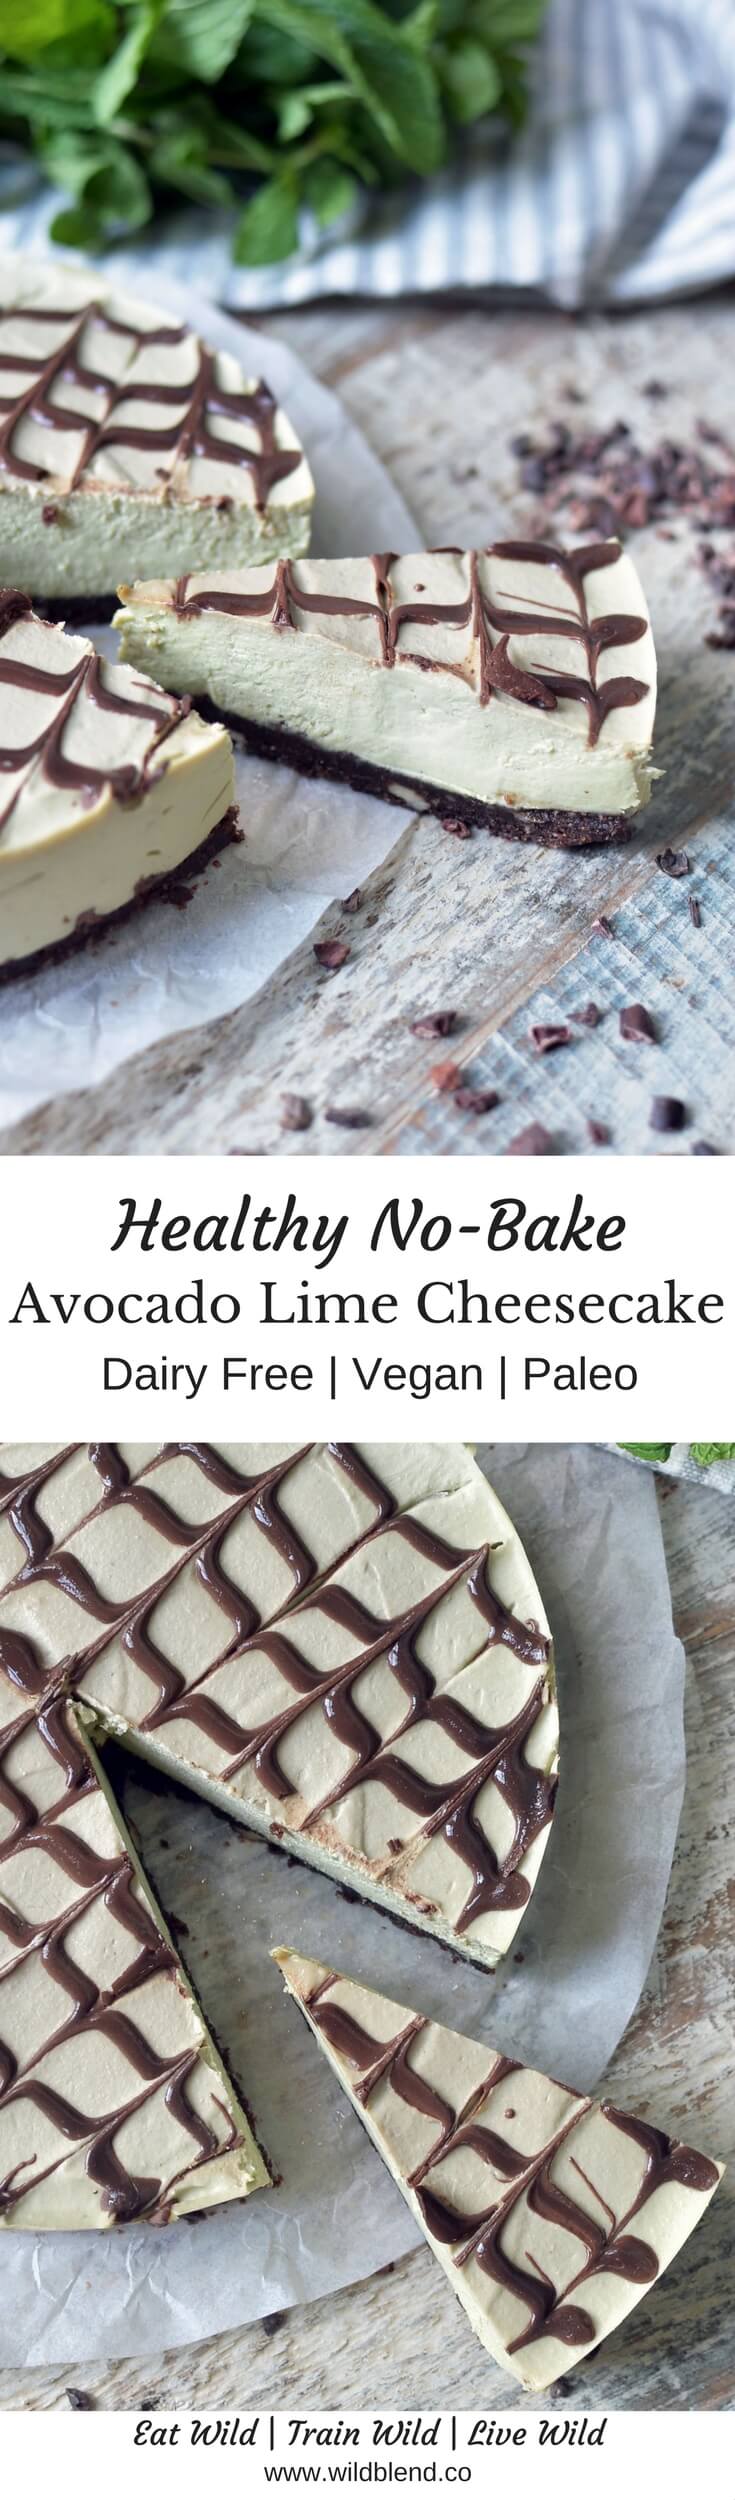 Healthy No-Bake
Avocado Lime Cheesecake
Dairy Free | Vegan | Paleo
Eat Wild | Train Wild | Live Wild
www.wildblend.co